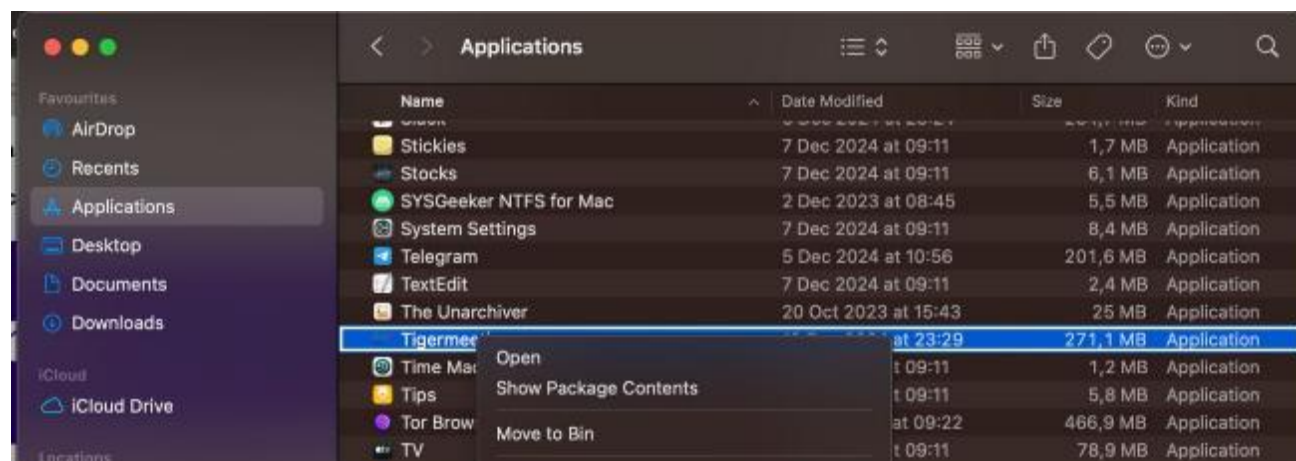 Applications
Favourites
AirDrop
Recents
Applications
Desktop
Documents
Downloads
iCloud
iCloud Drive
Locations
Name Date Modified Size Kind
Stickies 7 Dec 2024 at 09:11 1,7 MB Application
Stocks 7 Dec 2024 at 09:11 6,1 MB Application
SYSGeeker NTFS for Mac 2 Dec 2023 at 08:45 5,5 MB Application
System Settings 7 Dec 2024 at 09:11 8,4 MB Application
Telegram 5 Dec 2024 at 10:56 201,6 MB Application
TextEdit 7 Dec 2024 at 09:11 2,4 MB Application
The Unarchiver 20 Oct 2023 at 15:43 25 MB Application
Tigermee at 23:29 271,1 MB Application
Time Mac t 09:11 1,2 MB Application
Tips t 09:11 5,8 MB Application
Tor Brow at 09:22 466,9 MB Application
TV t 09:11 78,9 MB Application
Open
Show Package Contents
Move to Bin